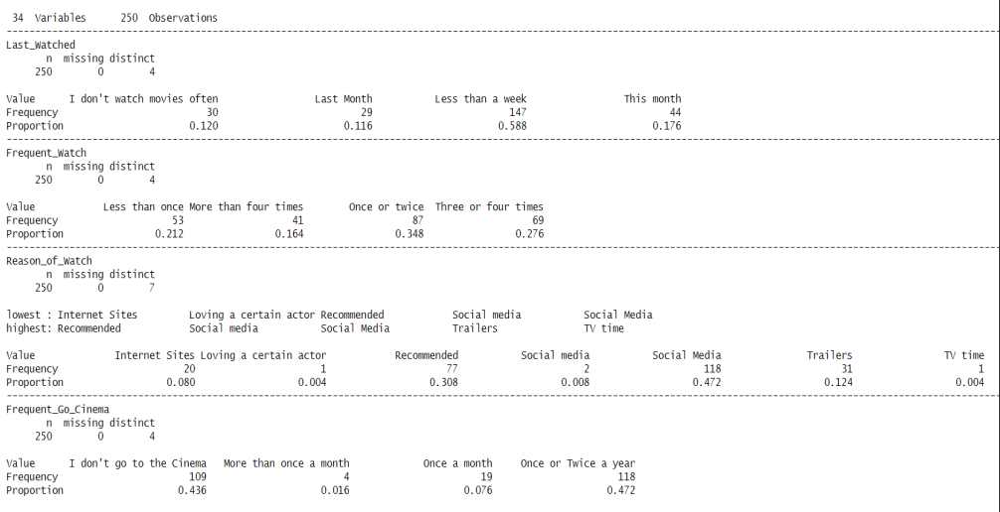 34 Variables 250 Observations
Last_Watched
n missing distinct
250 0 4
Value I don't watch movies often Last Month Less than a week This month
Frequency 30 29 147 44
Proportion 0.120 0.116 0.588 0.176
Frequent_Watch
n missing distinct
250 0 4
Value Less than once More than four times Once or twice Three or four times
Frequency 53 41 87 69
Proportion 0.212 0.164 0.348 0.276
Reason_of_Watch
n missing distinct
250 0 7
lowest : Internet Sites Loving a certain actor Recommended Social media Social Media
highest: Recommended Social media Social Media Trailers TV time
Value Internet Sites Loving a certain actor Recommended Social media Social Media Trailers TV time
Frequency 20 1 77 2 118 31 1
Proportion 0.080 0.004 0.308 0.008 0.472 0.124 0.004
Frequent_Go_Cinema
n missing distinct
250 0 4
Value I don't go to the Cinema More than once a month Once a month Once or Twice a year
Frequency 109 4 19 118
Proportion 0.436 0.016 0.076 0.472